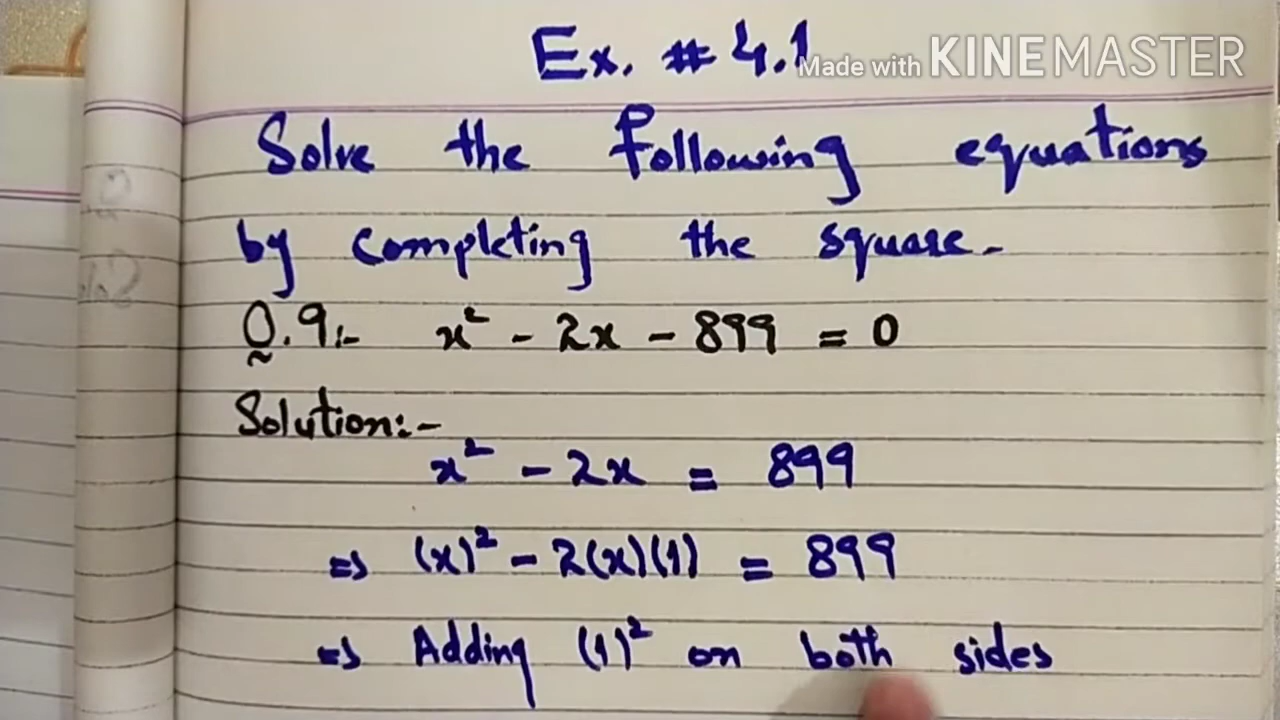 Ex. # 4.1
Made with KINEMASTER
Solve the following equations
by completing the square.
Q.9:- x² - 2x - 899 = 0
Solution:-
x² - 2x = 899
⇒ (x)² - 2(x)(1) = 899
⇒ Adding (1)² on both sides